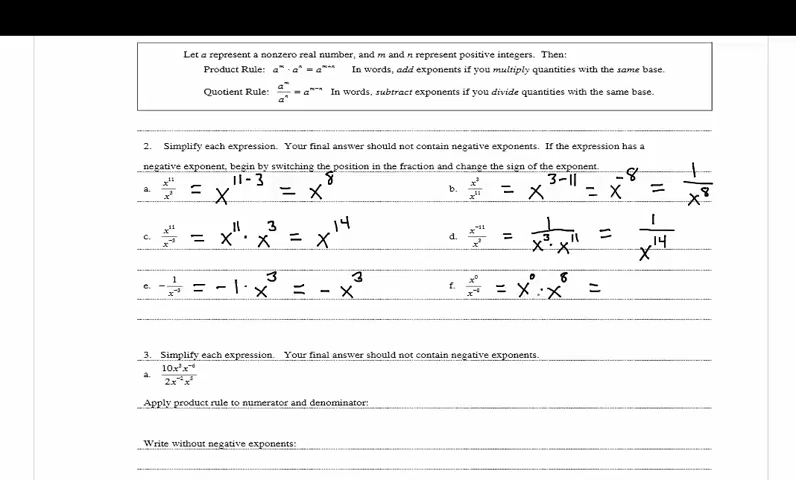 Let a represent a nonzero real number, and m and n represent positive integers. Then:
Product Rule: a^m · a^n = a^(m+n) In words, add exponents if you multiply quantities with the same base.
Quotient Rule: a^m / a^n = a^(m−n) In words, subtract exponents if you divide quantities with the same base.
2. Simplify each expression. Your final answer should not contain negative exponents. If the expression has a
negative exponent, begin by switching the position in the fraction and change the sign of the exponent.
a. x^11 / x^3 = x^(11-3) = x^8
b. x^3 / x^11 = x^(3-11) = x^-8 = 1 / x^8
c. x^11 / x^-3 = x^11 · x^3 = x^14
d. x^-11 / x^3 = 1 / (x^3 · x^11) = 1 / x^14
e. - 1 / x^-3 = -1 · x^3 = - x^3
f. x^0 / x^-8 = x^0 · x^8 =
3. Simplify each expression. Your final answer should not contain negative exponents.
a.
Apply product rule to numerator and denominator:
Write without negative exponents: